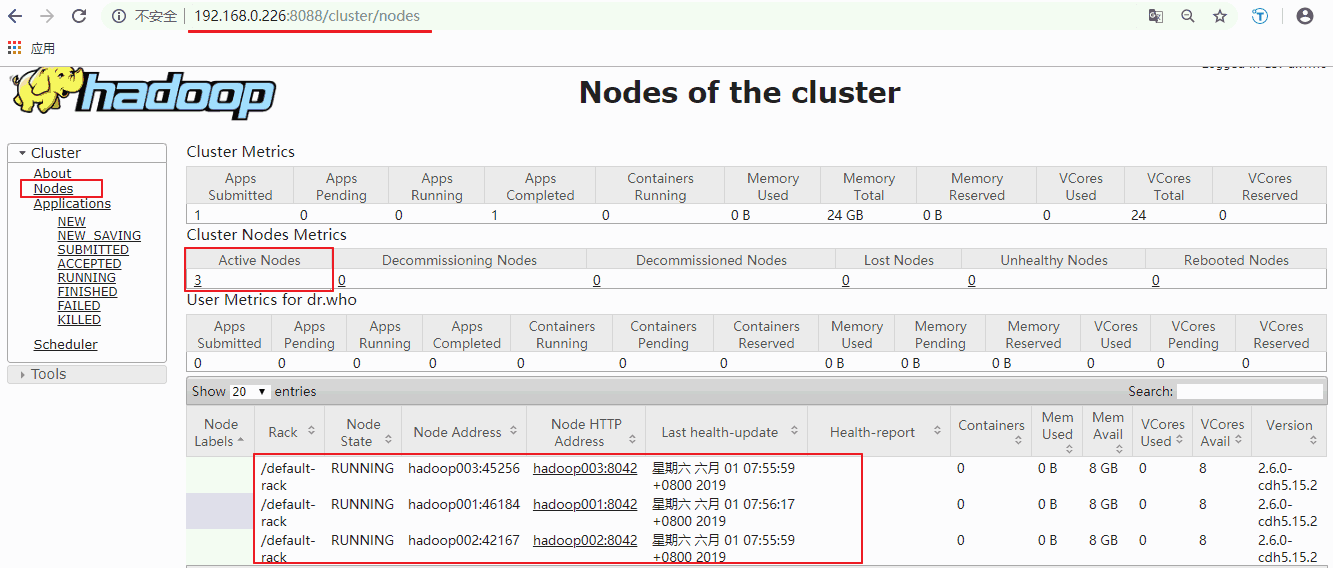 不安全 | 192.168.0.226:8088/cluster/nodes
应用
hadoop
Nodes of the cluster
Cluster
About
Nodes
Applications
NEW
NEW_SAVING
SUBMITTED
ACCEPTED
RUNNING
FINISHED
FAILED
KILLED
Scheduler
Tools
Cluster Metrics
Apps Submitted Apps Pending Apps Running Apps Completed Containers Running Memory Used Memory Total Memory Reserved VCores Used VCores Total VCores Reserved
1 0 0 1 0 0 B 24 GB 0 B 0 24 0
Cluster Nodes Metrics
Active Nodes Decommissioning Nodes Decommissioned Nodes Lost Nodes Unhealthy Nodes Rebooted Nodes
3 0 0 0 0 0
User Metrics for dr.who
Apps Submitted Apps Pending Apps Running Apps Completed Containers Running Containers Pending Containers Reserved Memory Used Memory Pending Memory Reserved VCores Used VCores Pending VCores Reserved
0 0 0 0 0 0 0 0 B 0 B 0 B 0 0 0
Show 20 entries Search:
Node Labels Rack Node State Node Address Node HTTP Address Last health-update Health-report Containers Mem Used Mem Avail VCores Used VCores Avail Version
/default-rack RUNNING hadoop003:45256 hadoop003:8042 星期六 六月 01 07:55:59 +0800 2019 0 0 B 8 GB 0 8 2.6.0-cdh5.15.2
/default-rack RUNNING hadoop001:46184 hadoop001:8042 星期六 六月 01 07:56:17 +0800 2019 0 0 B 8 GB 0 8 2.6.0-cdh5.15.2
/default-rack RUNNING hadoop002:42167 hadoop002:8042 星期六 六月 01 07:55:59 +0800 2019 0 0 B 8 GB 0 8 2.6.0-cdh5.15.2